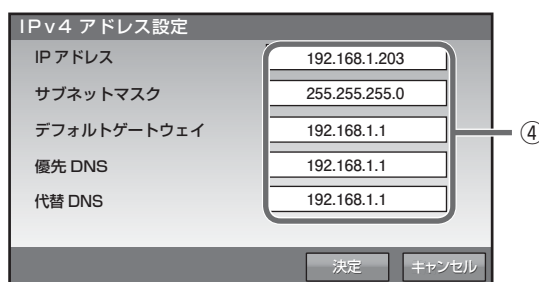 IPv4 アドレス設定
IP アドレス 192.168.1.203
サブネットマスク 255.255.255.0
デフォルトゲートウェイ 192.168.1.1 ④
優先 DNS 192.168.1.1
代替 DNS 192.168.1.1
決定 キャンセル